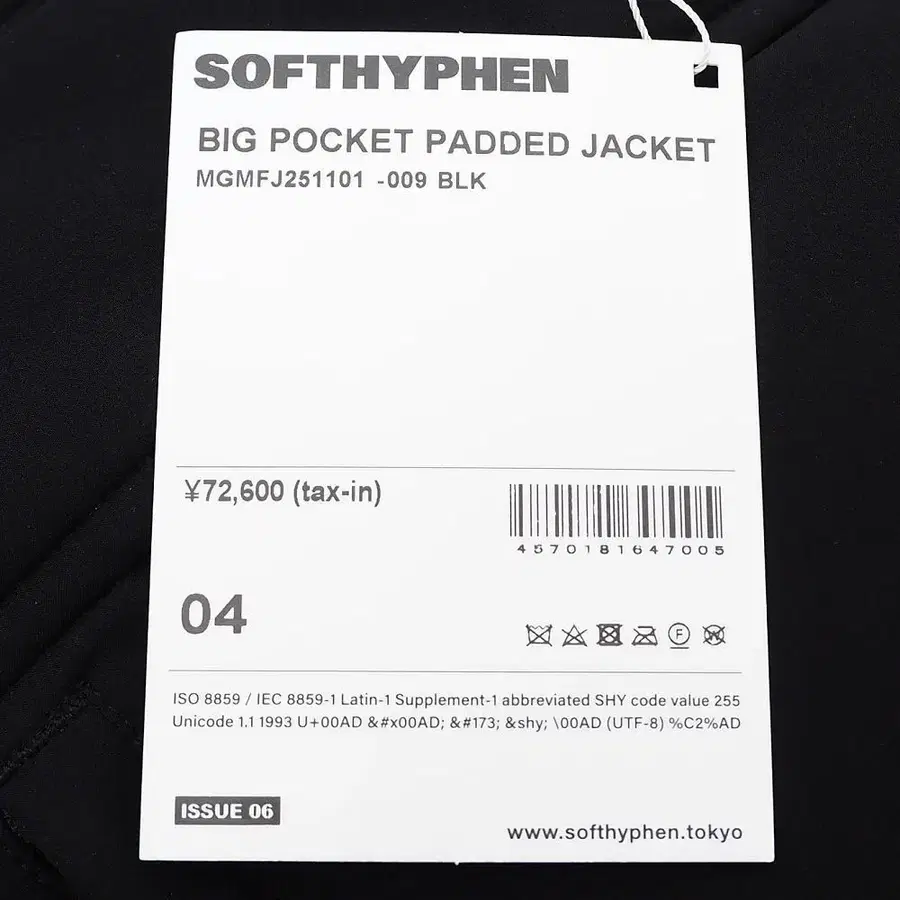 SOFTHYPHEN
BIG POCKET PADDED JACKET
MGMFJ251101 -009 BLK
¥72,600 (tax-in)
4570181647005
04
F W
ISO 8859 / IEC 8859-1 Latin-1 Supplement-1 abbreviated SHY code value 255
Unicode 1.1 1993 U+00AD &#x00AD; &#173; &shy; \00AD (UTF-8) %C2%AD
ISSUE 06
www.softhyphen.tokyo